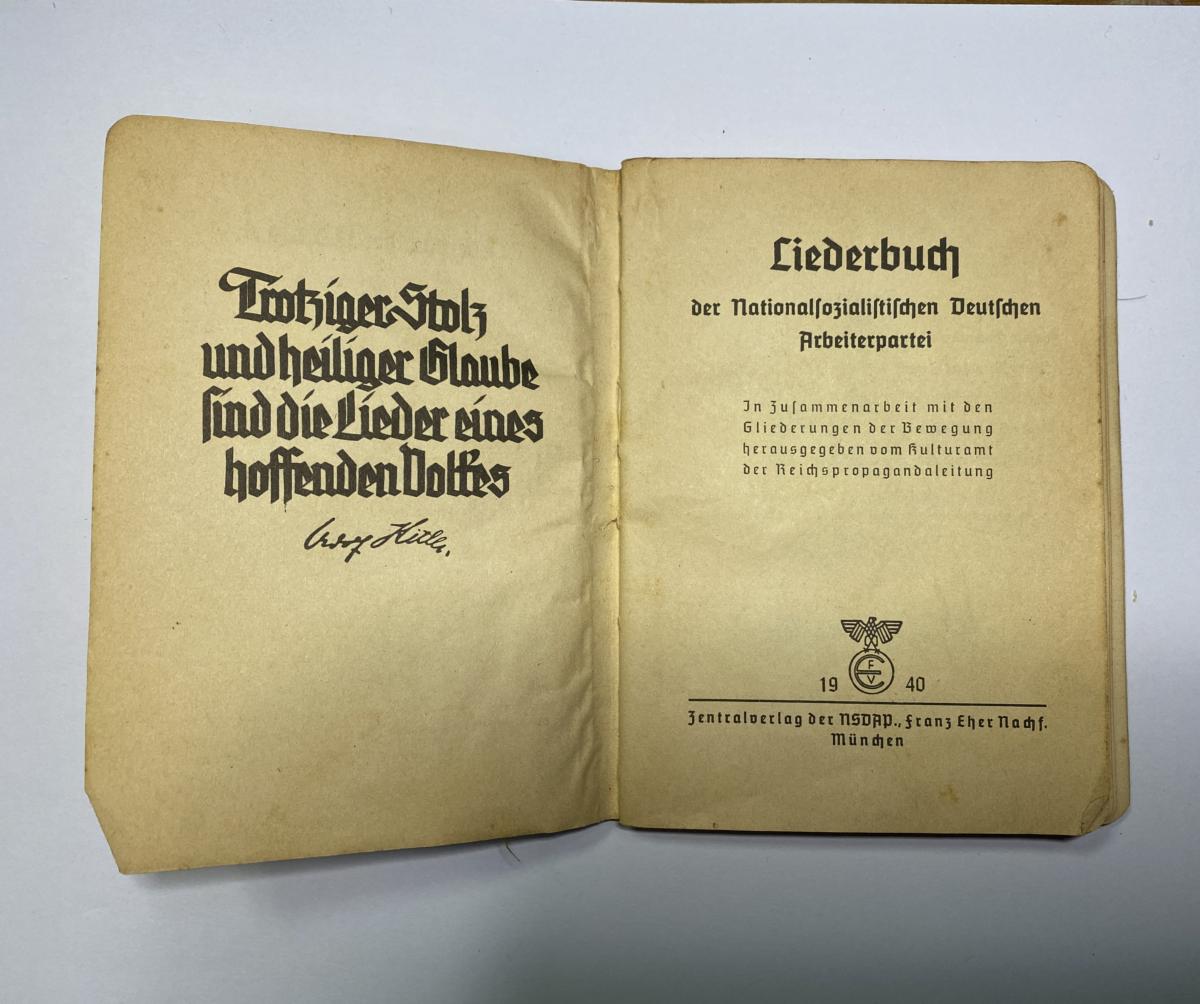 Trotziger Stolz
und heiliger Glaube
sind die Lieder eines
hoffenden Volkes
Adolf Hitler.
Liederbuch
der Nationalſozialiſtiſchen Deutſchen
Arbeiterpartei
In Zuſammenarbeit mit den
Gliederungen der Bewegung
herausgegeben vom Kulturamt
der Reichspropagandaleitung
F
E
V
19 40
Zentralverlag der NSDAP., Franz Eher Nachf.
München